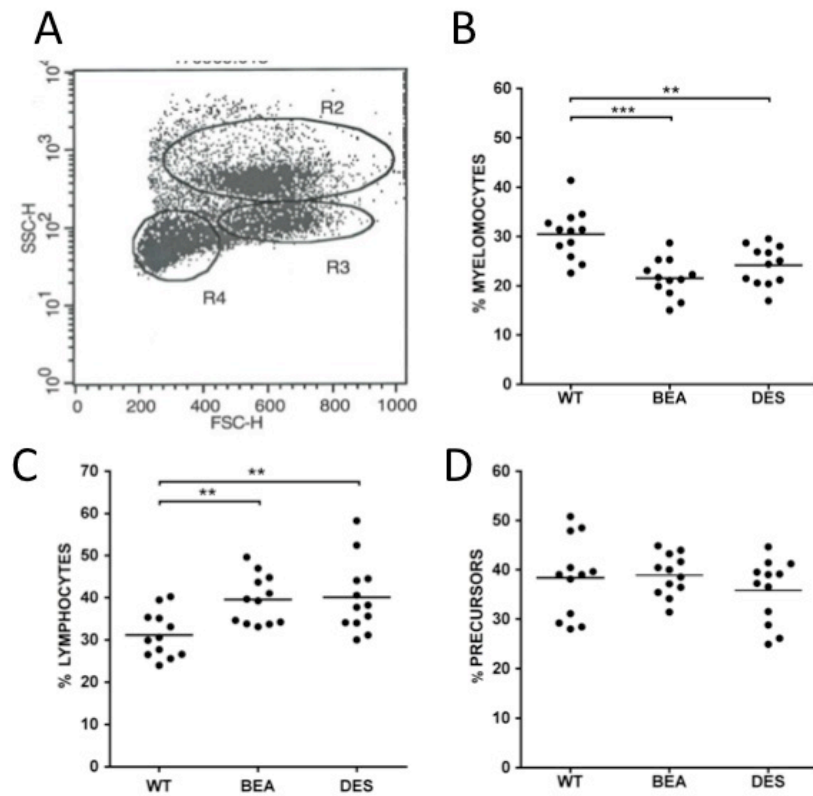 A
10⁴
10³
10²
10¹
10⁰
SSC-H
R2
R3
R4
0 200 400 600 800 1000
FSC-H
B
60
50
40
30
20
10
0
% MYELOMOCYTES
**
***
WT BEA DES
C
70
60
50
40
30
20
10
0
% LYMPHOCYTES
**
**
WT BEA DES
D
60
50
40
30
20
10
0
% PRECURSORS
WT BEA DES